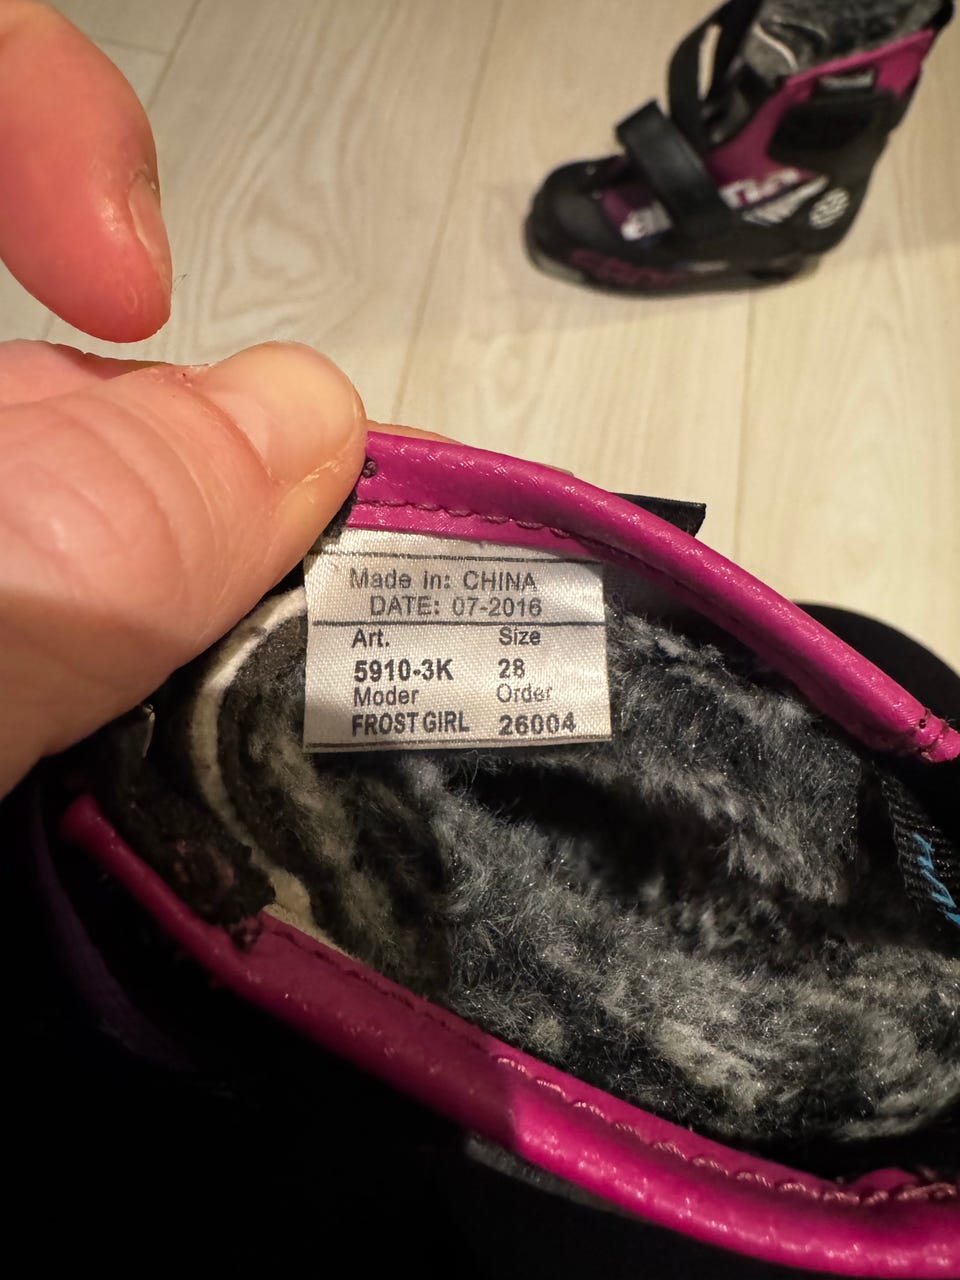 Made in: CHINA
DATE: 07-2016
Art. Size
5910-3K 28
Moder Order
FROST GIRL 26004